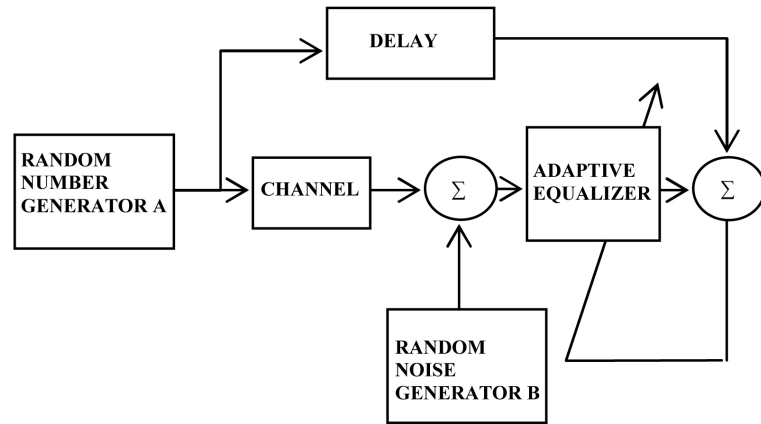 DELAY
RANDOM
NUMBER
GENERATOR A
CHANNEL
Σ
ADAPTIVE
EQUALIZER
Σ
RANDOM
NOISE
GENERATOR B